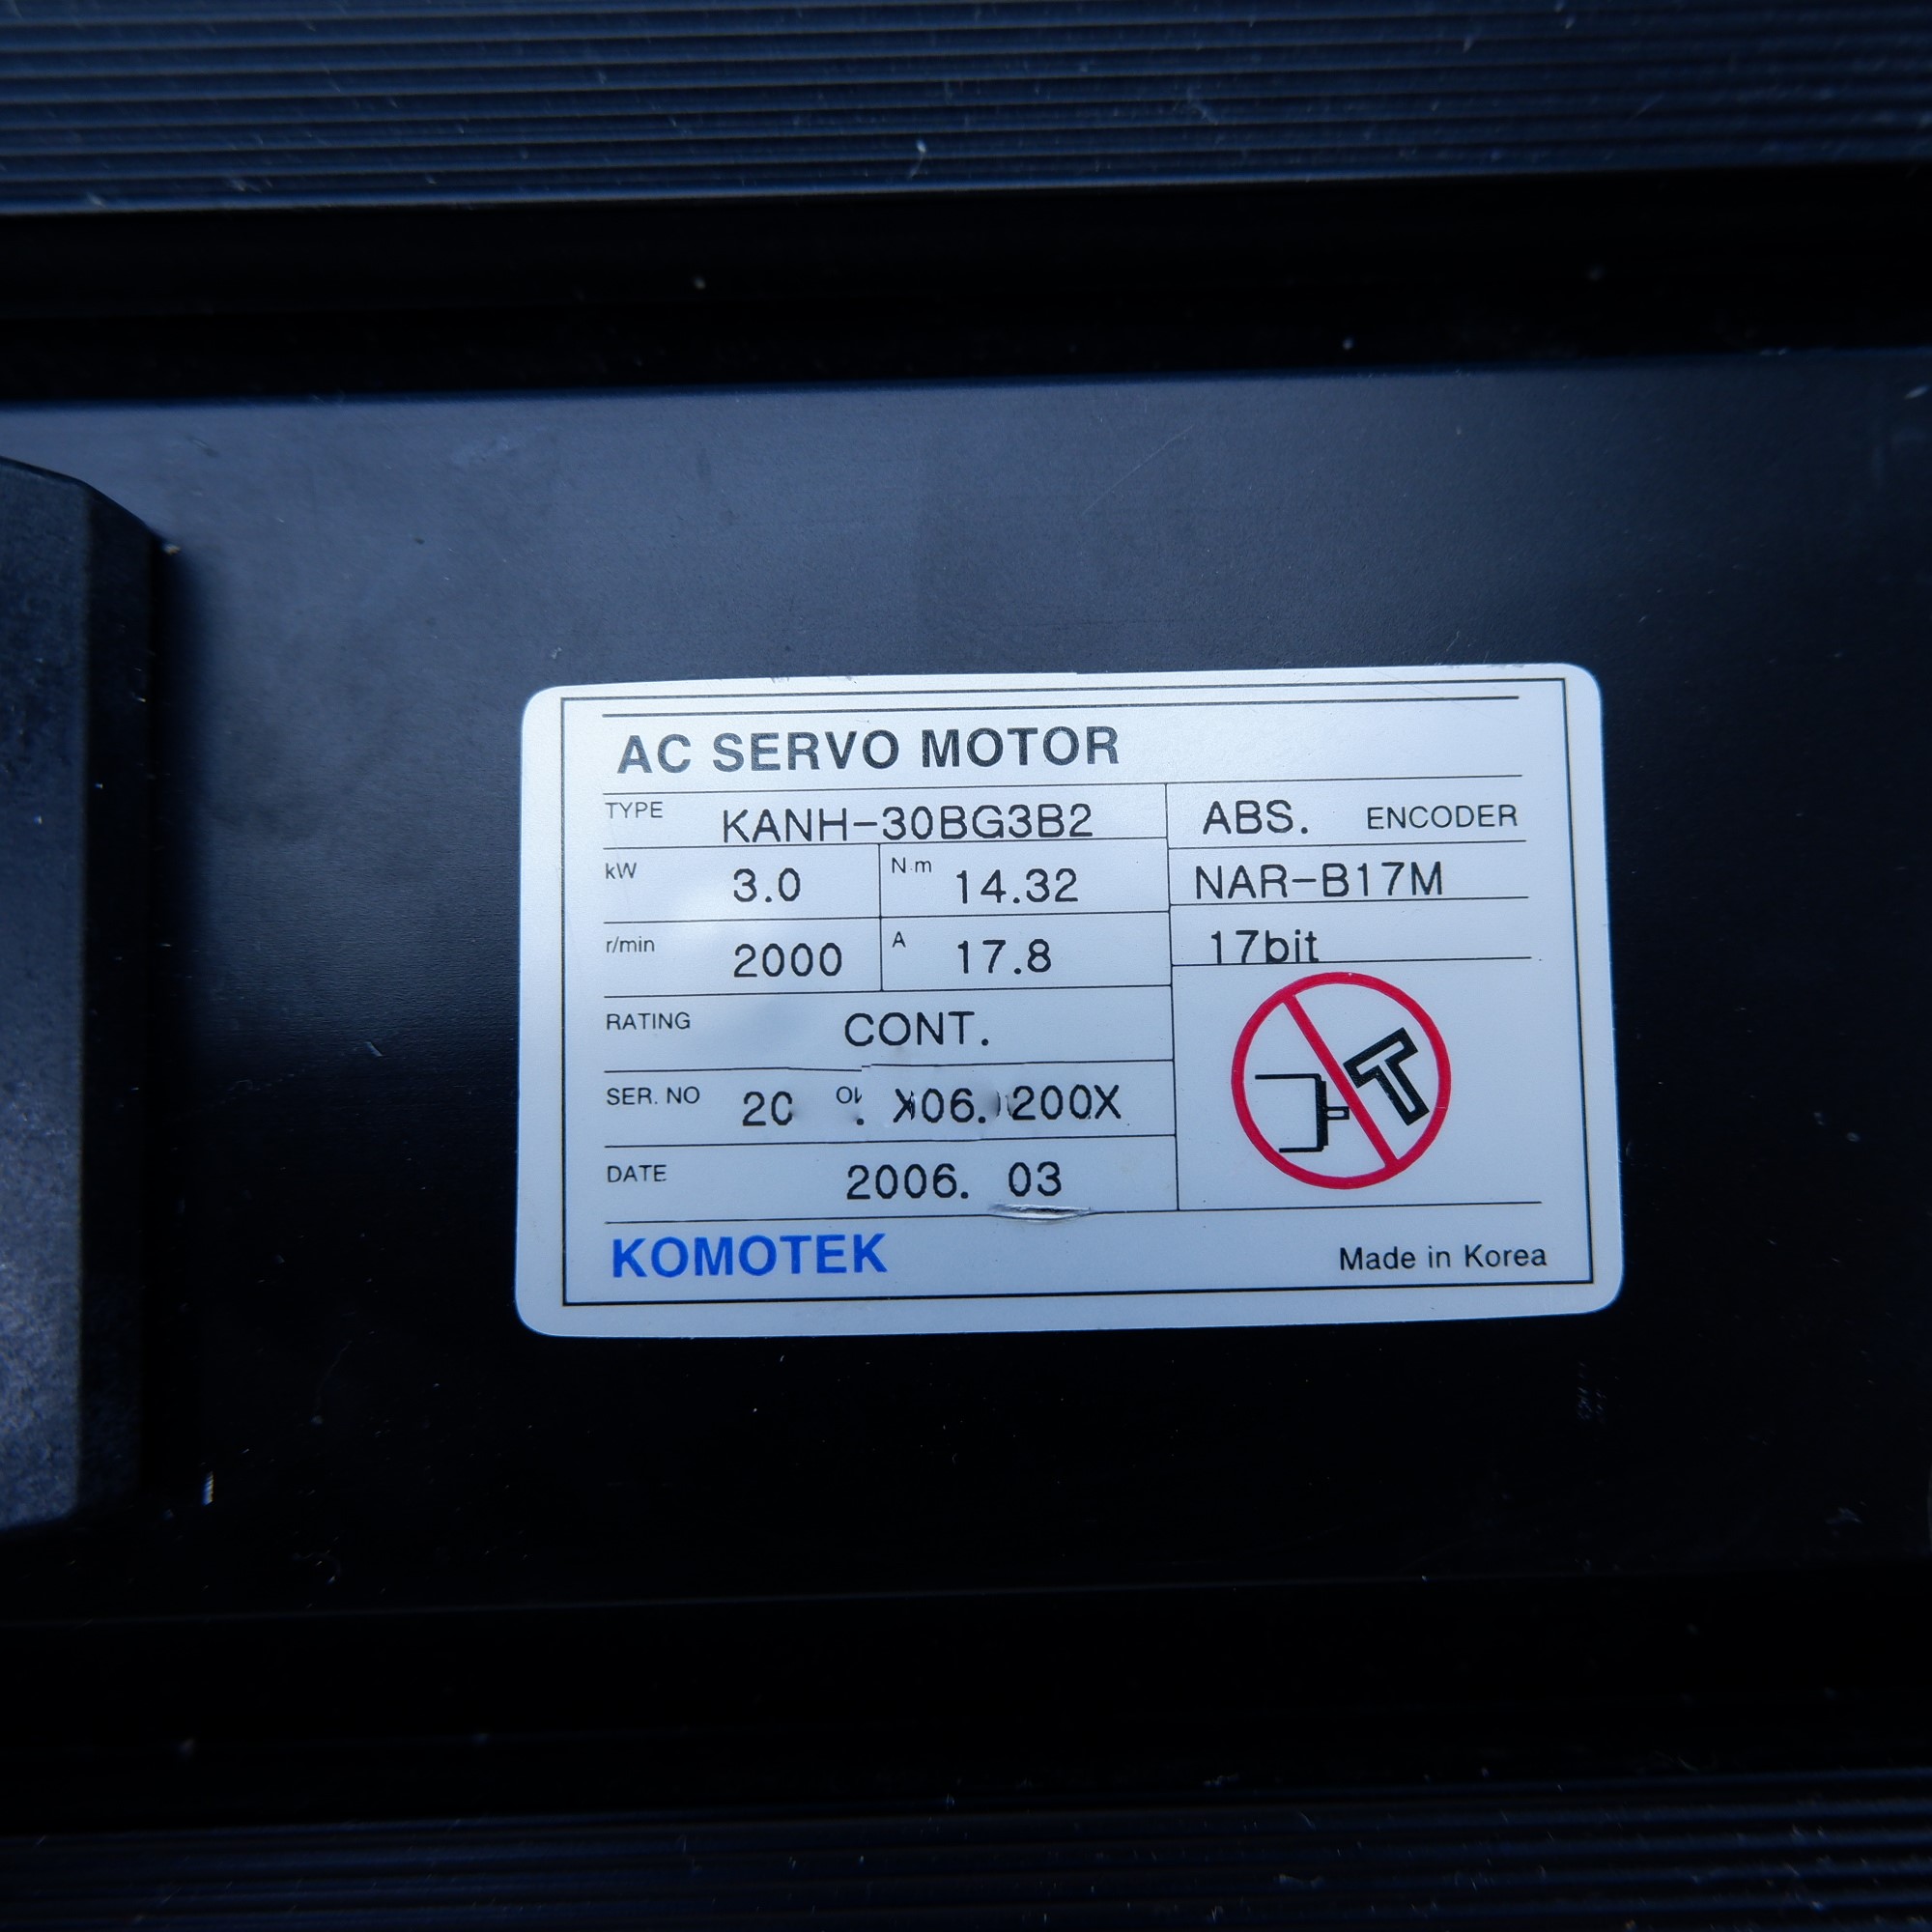 AC SERVO MOTOR
TYPE KANH-30BG3B2 ABS. ENCODER
kW 3.0 N·m 14.32 NAR-B17M
r/min 2000 A 17.8 17bit
RATING CONT.
SER. NO 200X
DATE 2006. 03
KOMOTEK Made in Korea